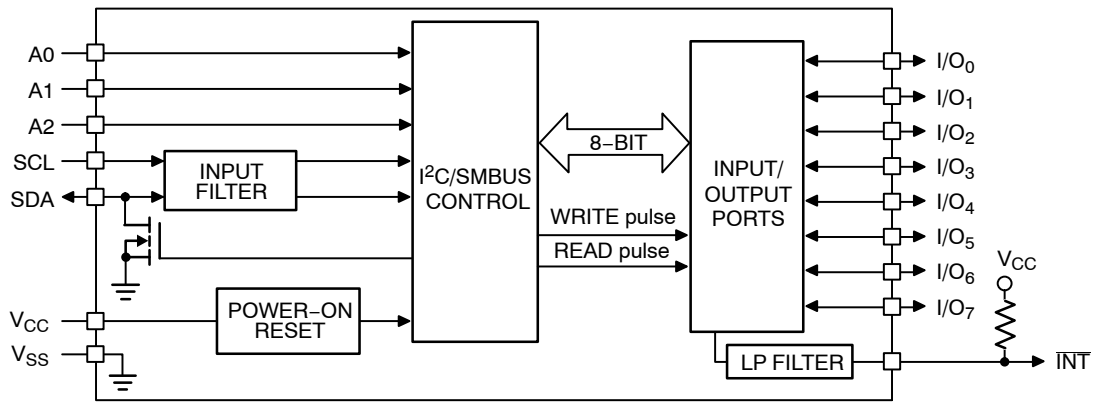 A0
A1
A2
SCL
SDA
VCC
VSS
INPUT
FILTER
POWER–ON
RESET
I²C/SMBUS
CONTROL
8–BIT
WRITE pulse
READ pulse
INPUT/
OUTPUT
PORTS
LP FILTER
I/O₀
I/O₁
I/O₂
I/O₃
I/O₄
I/O₅
I/O₆
I/O₇
VCC
INT